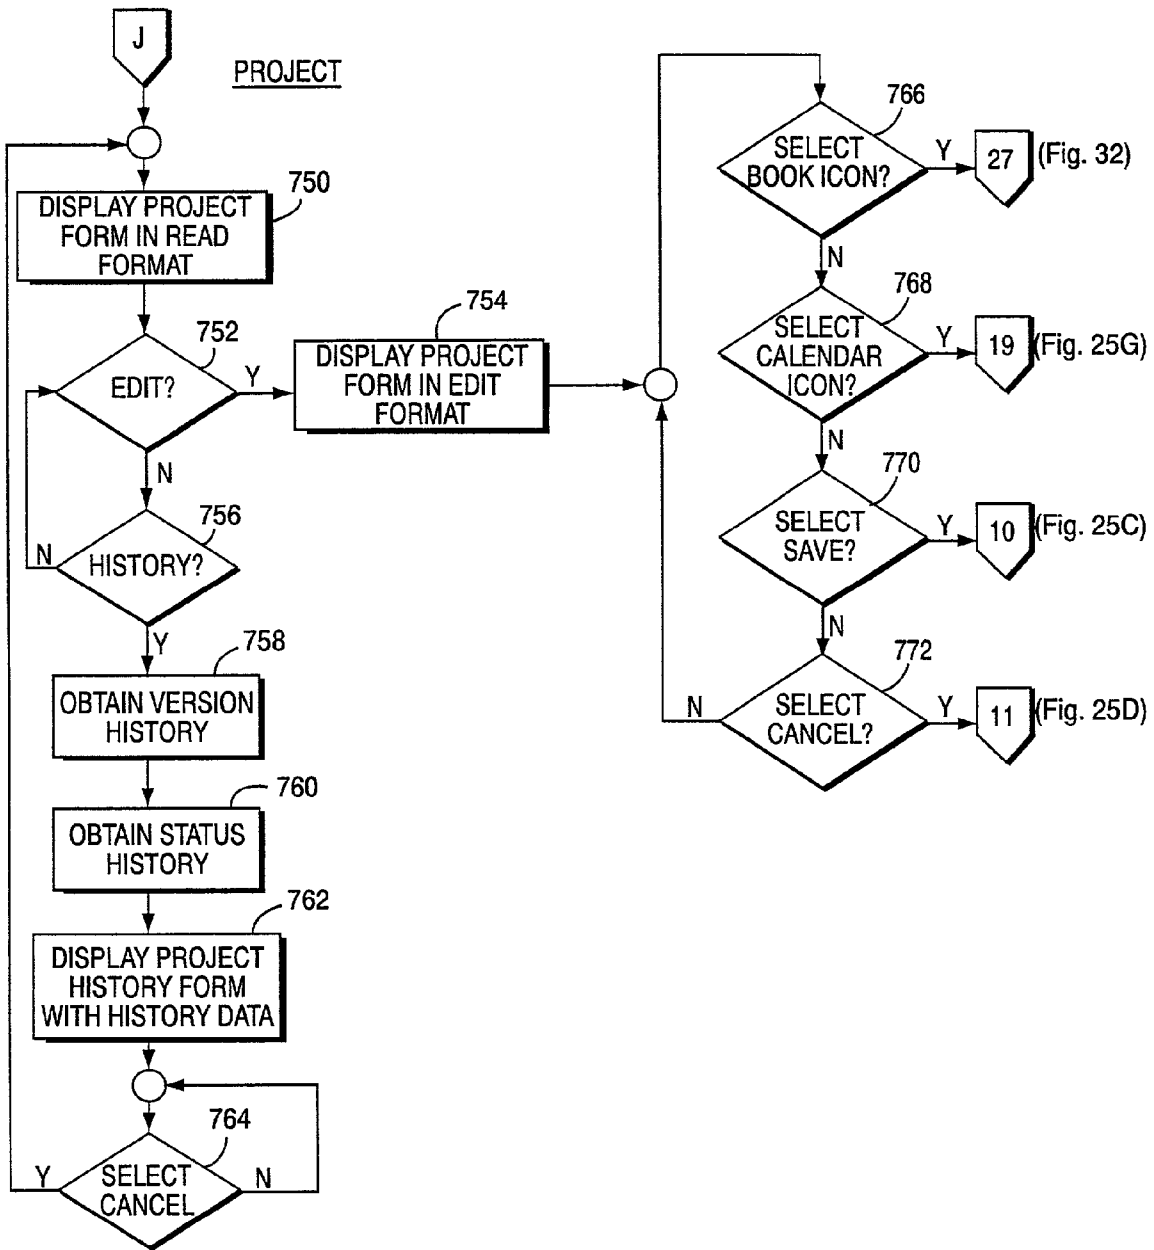 J
PROJECT
750
DISPLAY PROJECT
FORM IN READ
FORMAT
752
EDIT?
Y
N
754
DISPLAY PROJECT
FORM IN EDIT
FORMAT
756
HISTORY?
N
Y
758
OBTAIN VERSION
HISTORY
760
OBTAIN STATUS
HISTORY
762
DISPLAY PROJECT
HISTORY FORM
WITH HISTORY DATA
764
SELECT
CANCEL
Y
N
766
SELECT
BOOK ICON?
Y
27
(Fig. 32)
N
768
SELECT
CALENDAR
ICON?
Y
19
(Fig. 25G)
N
770
SELECT
SAVE?
Y
10
(Fig. 25C)
N
772
SELECT
CANCEL?
N
Y
11
(Fig. 25D)